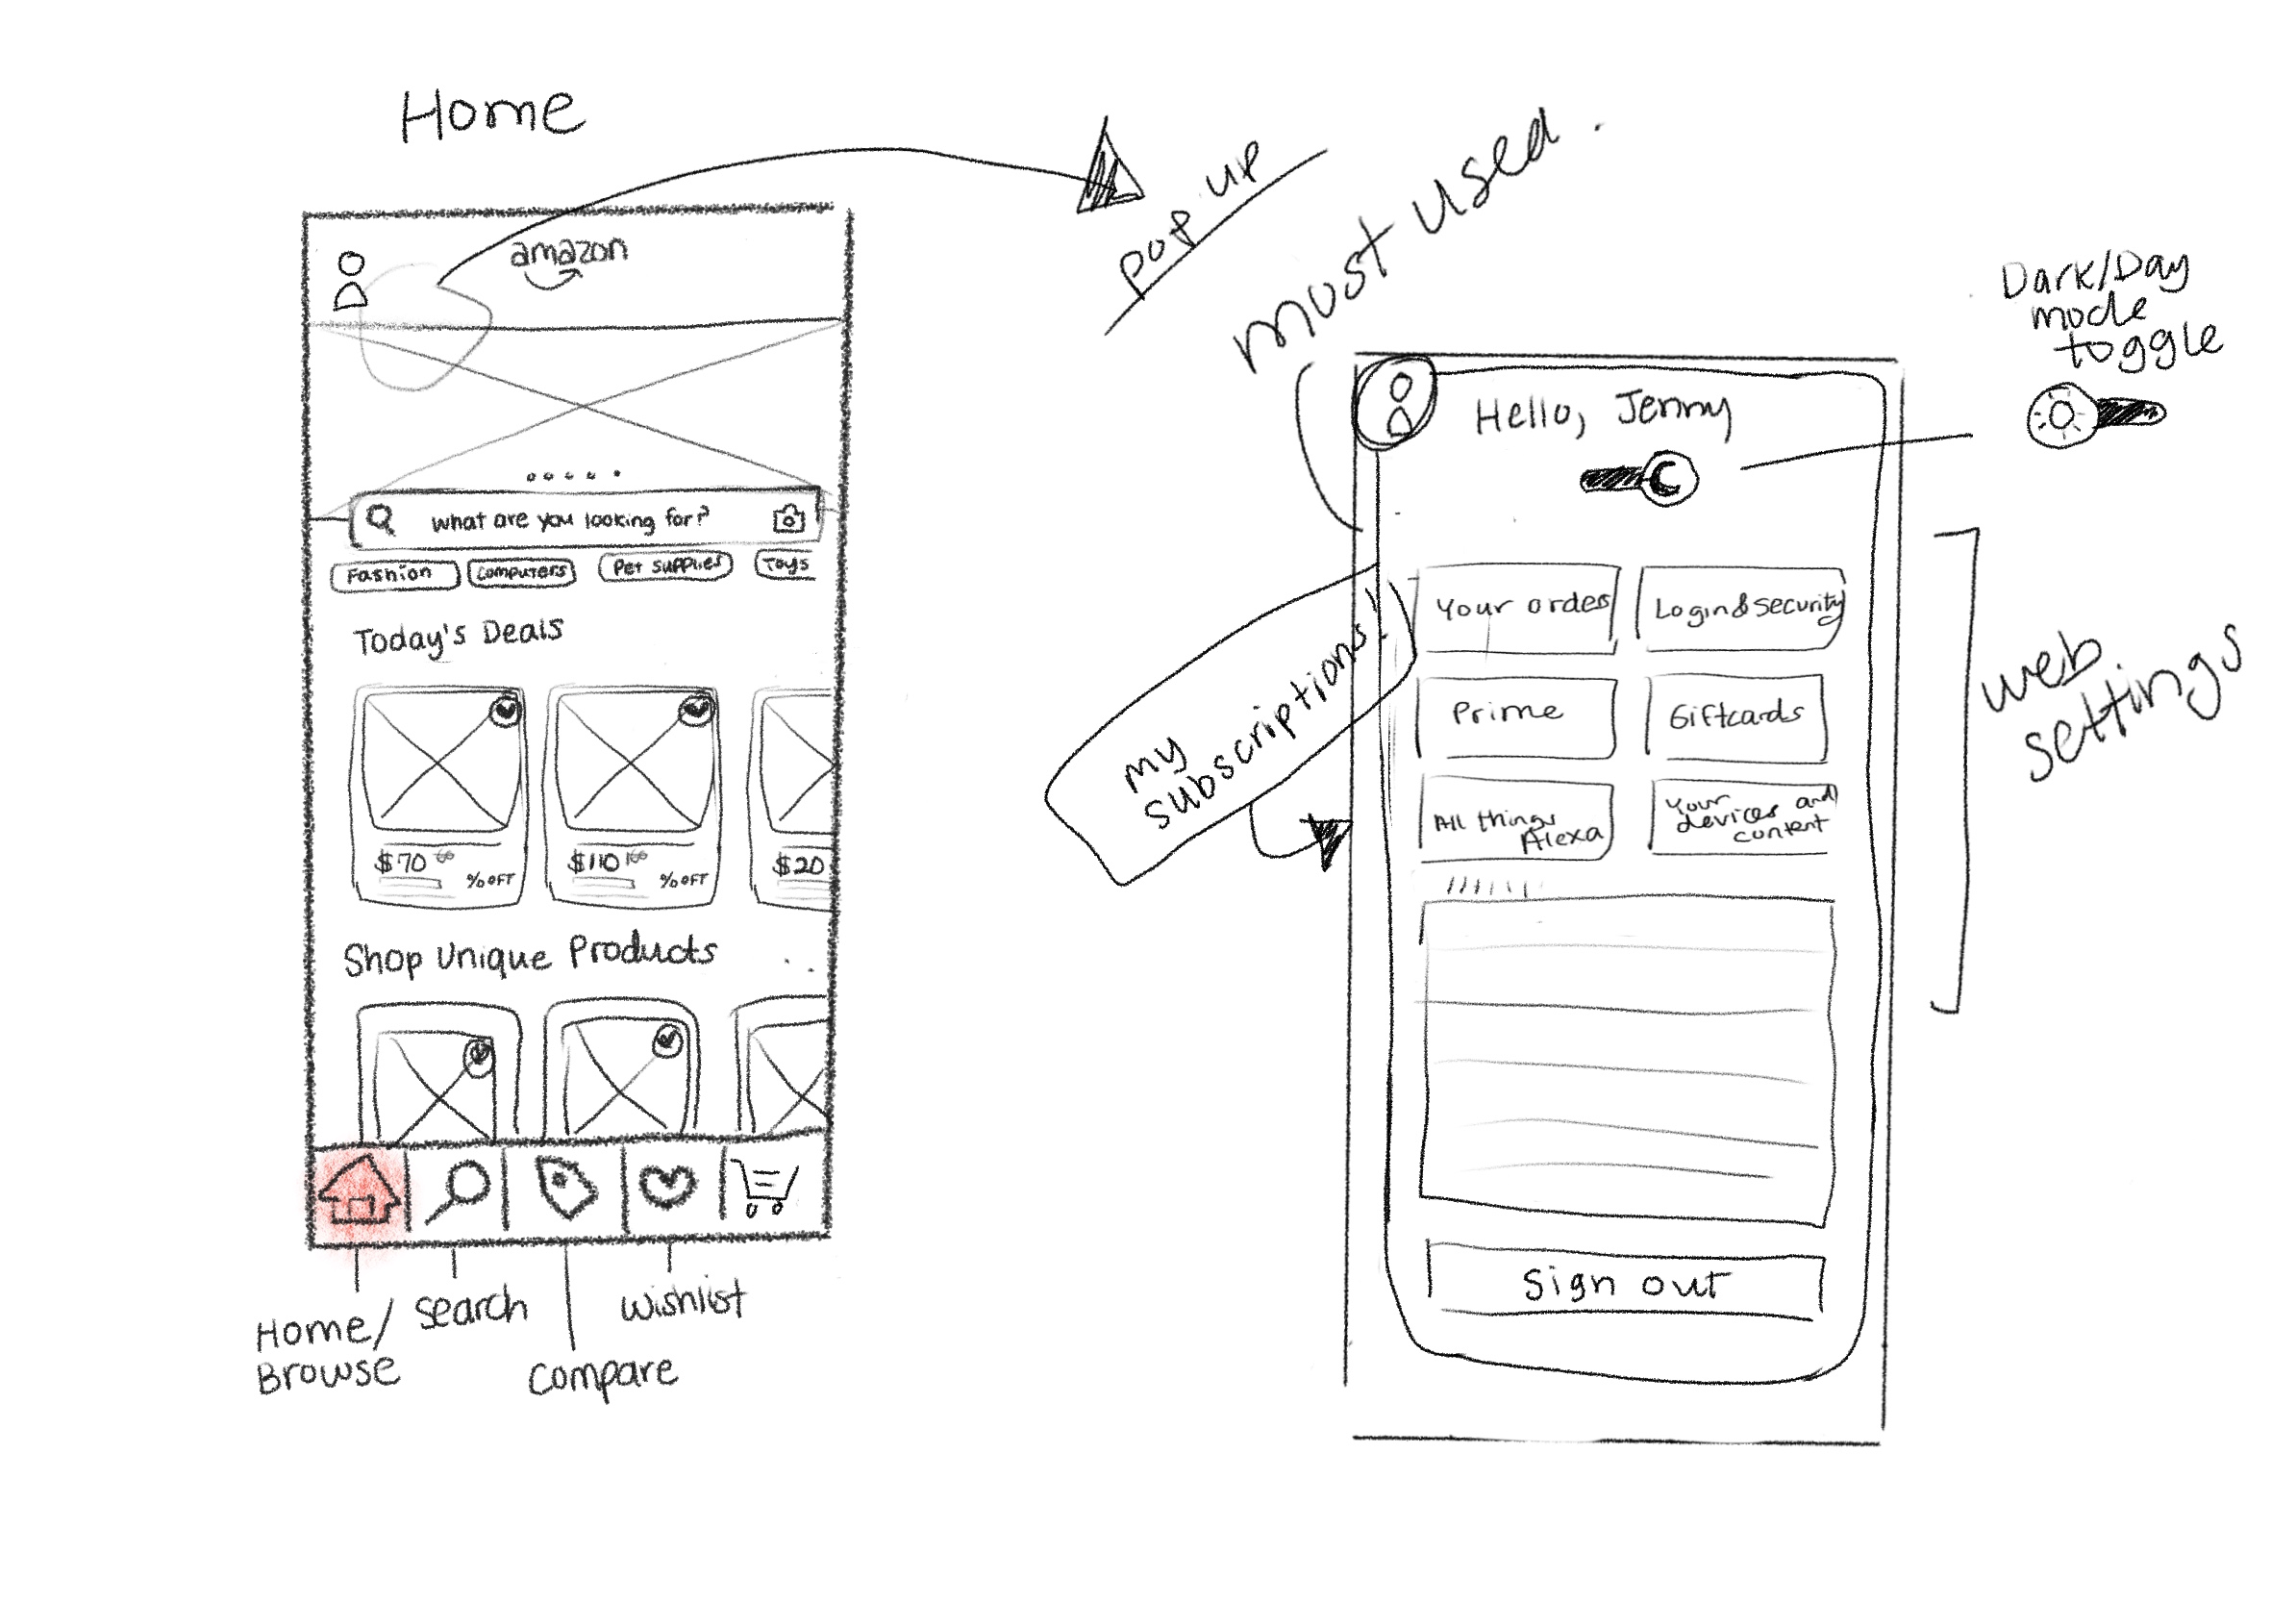 Home
amazon
What are you looking for?
Fashion
Computers
Pet Supplies
Toys
Today's Deals
$70
% OFF
$110
% OFF
$20
Shop Unique Products
Home/
Browse
Search
Compare
Wishlist
pop up
most used.
Hello, Jenny
Dark/Day
mode
toggle
my
subscriptions!
Your orders
Login & Security
Prime
Giftcards
All things
Alexa
Your
devices and
content
Sign out
web
settings